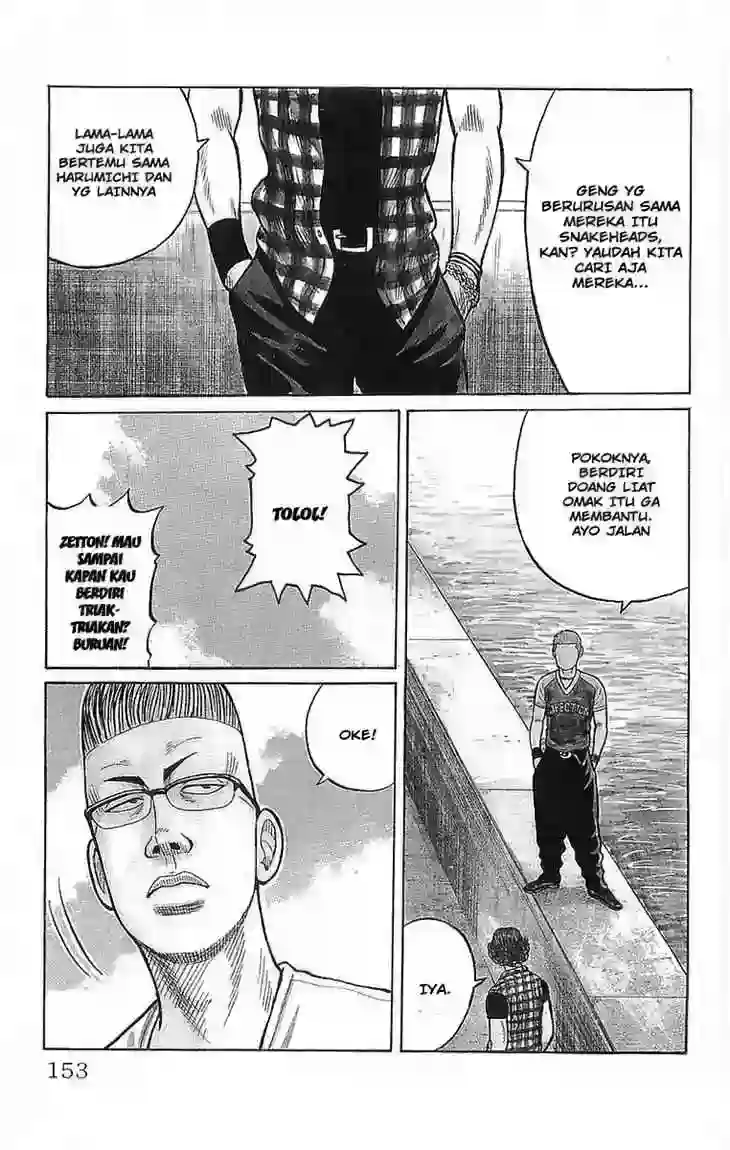 GENG YG
BERURUSAN SAMA
MEREKA ITU
SNAKEHEADS,
KAN? YAUDAH KITA
CARI AJA
MEREKA...
LAMA-LAMA
JUGA KITA
BERTEMU SAMA
HARUMICHI DAN
YG LAINNYA
POKOKNYA,
BERDIRI
DOANG LIAT
OMAK ITU GA
MEMBANTU.
AYO JALAN
IYA.
TOLOL!
ZETTON! MAU
SAMPAI
KAPAN KAU
BERDIRI
TRIAK-
TRIAKAN?
BURUAN!
OKE!
153